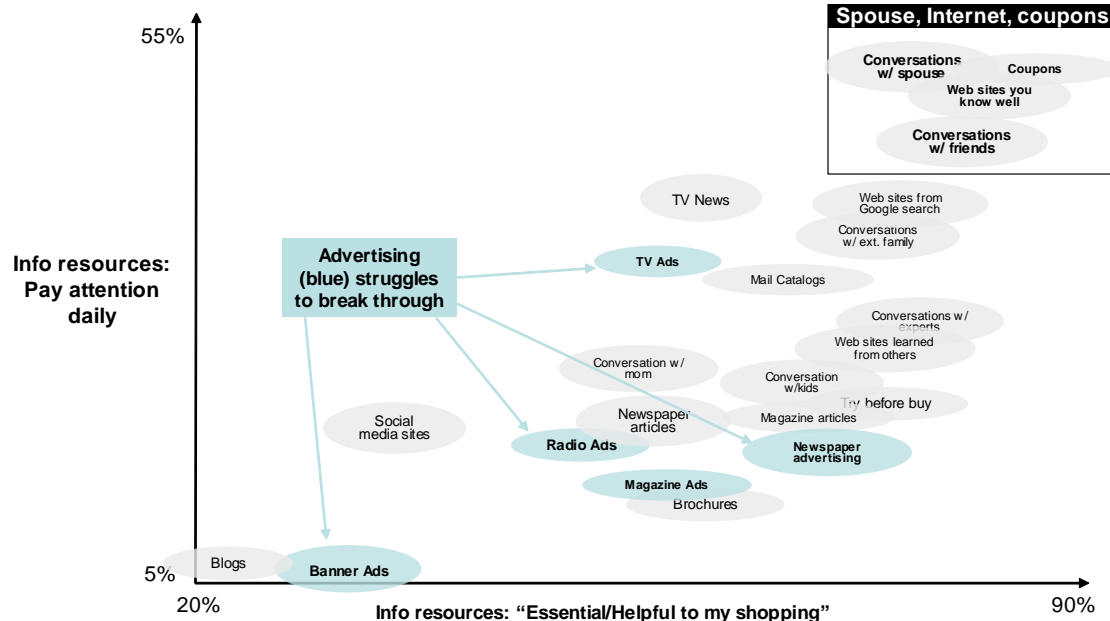 Spouse, Internet, coupons
55%
Conversations
w/ spouse
Coupons
Web sites you
know well
Conversations
w/ friends
TV News
Web sites from
Google search
Conversations
w/ ext. family
Info resources:
Pay attention
daily
Advertising
(blue) struggles
to break through
TV Ads
Mail Catalogs
Conversations w/
experts
Web sites learned
from others
Conversation w/
mom
Conversation
w/kids
Try before buy
Social
media sites
Newspaper
articles
Magazine articles
Radio Ads
Newspaper
advertising
Magazine Ads
Brochures
Blogs
Banner Ads
5%
20%
Info resources: “Essential/Helpful to my shopping”
90%